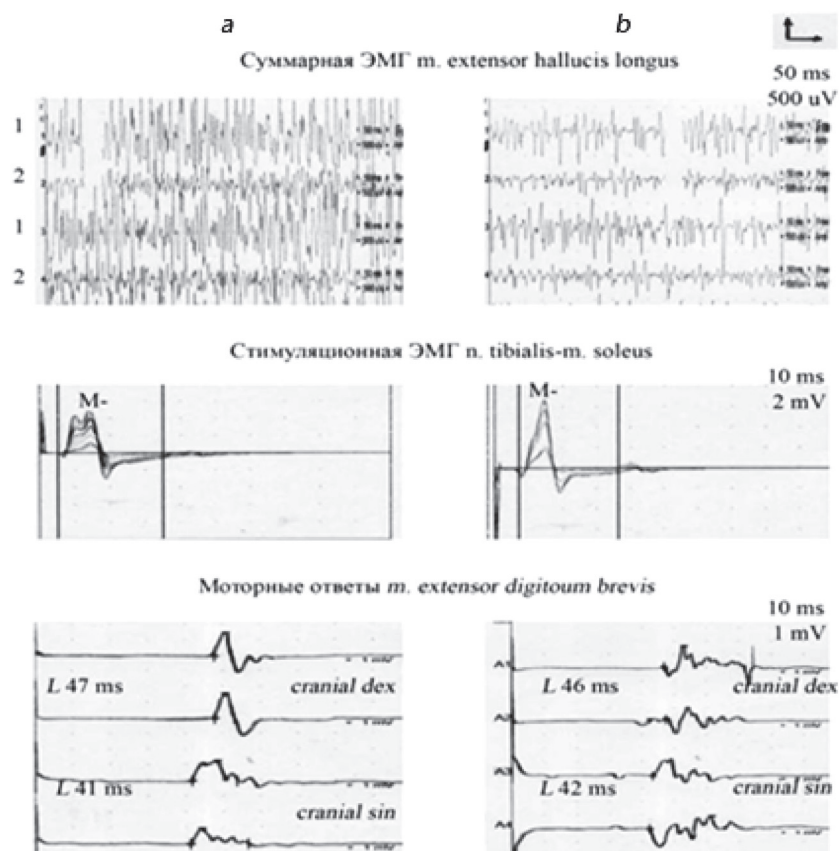 a b
Суммарная ЭМГ m. extensor hallucis longus
50 ms
500 uV
1
2
1
2
Стимуляционная ЭМГ n. tibialis-m. soleus
10 ms
2 mV
M-
M-
Моторные ответы m. extensor digitoum brevis
10 ms
1 mV
L 47 ms cranial dex
L 46 ms cranial dex
L 41 ms
cranial sin
L 42 ms cranial sin